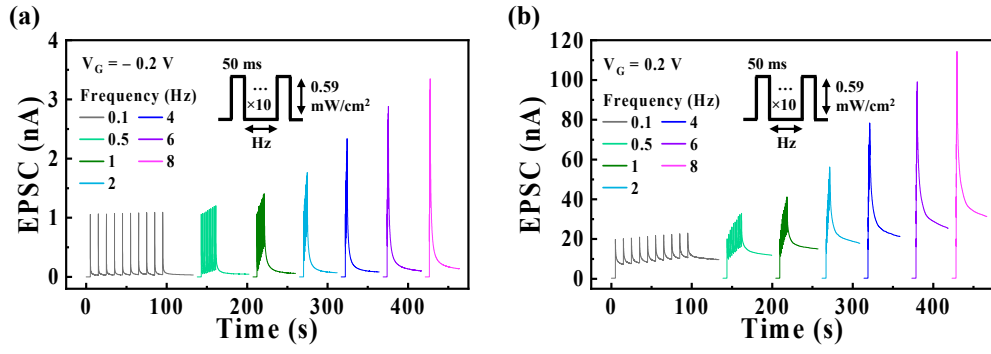 (a)
EPSC (nA)
4
3
2
1
0
V_G = – 0.2 V
Frequency (Hz)
0.1
0.5
1
2
4
6
8
50 ms
...
×10
0.59
mW/cm²
Hz
0 100 200 300 400
Time (s)
(b)
EPSC (nA)
120
100
80
60
40
20
0
V_G = 0.2 V
Frequency (Hz)
0.1
0.5
1
2
4
6
8
50 ms
...
×10
0.59
mW/cm²
Hz
0 100 200 300 400
Time (s)